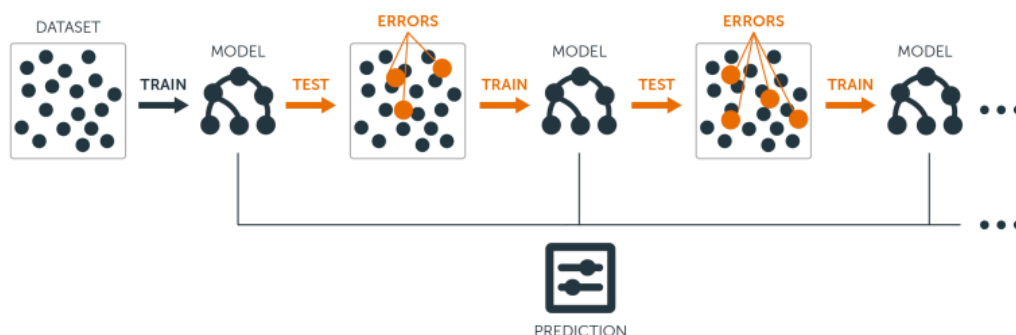 DATASET
TRAIN
MODEL
TEST
ERRORS
TRAIN
MODEL
TEST
ERRORS
TRAIN
MODEL
PREDICTION